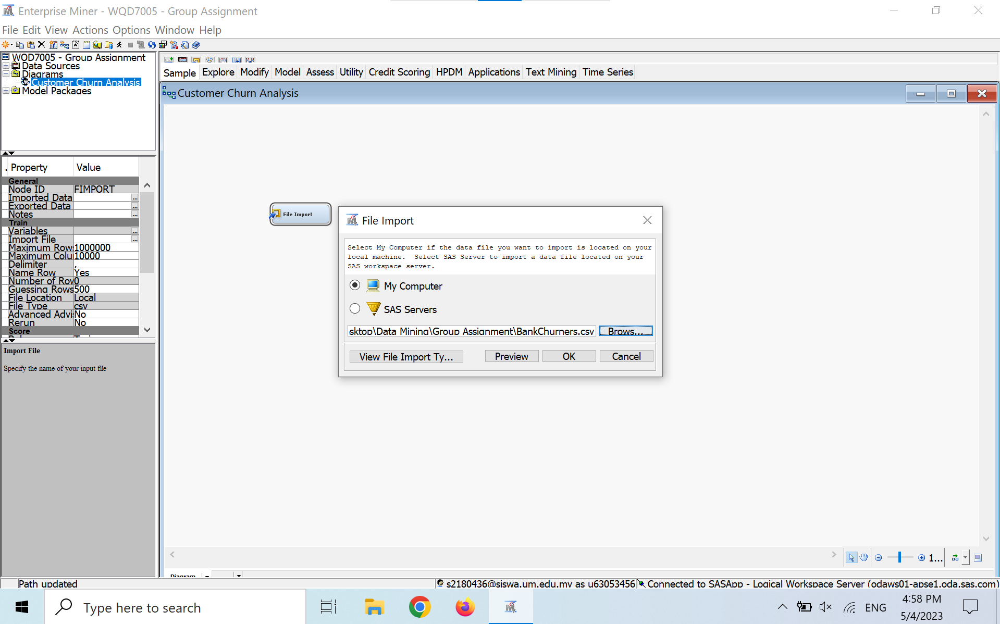 Enterprise Miner - WQD7005 - Group Assignment
File Edit View Actions Options Window Help
WQD7005 - Group Assignment
Data Sources
Diagrams
Customer Churn Analysis
Model Packages
Sample Explore Modify Model Assess Utility Credit Scoring HPDM Applications Text Mining Time Series
Customer Churn Analysis
. Property Value
General
Node ID FIMPORT
Imported Data ...
Exported Data ...
Notes ...
Train
Variables ...
Import File ...
Maximum Rows 1000000
Maximum Colu 10000
Delimiter ,
Name Row Yes
Number of Row 0
Guessing Rows 500
File Location Local
File Type csv
Advanced Advi No
Rerun No
Score
Import File
Specify the name of your input file
File Import
File Import
Select My Computer if the data file you want to import is located on your
local machine. Select SAS Server to import a data file located on your
SAS workspace server.
My Computer
SAS Servers
sktop\Data Mining\Group Assignment\BankChurners.csv Brows...
View File Import Ty... Preview OK Cancel
1...
Diagram
Path updated
s2180436@siswa.um.edu.my as u63053456 Connected to SASApp - Logical Workspace Server (odaws01-apse1.oda.sas.com)
Type here to search
ENG
4:58 PM
5/4/2023